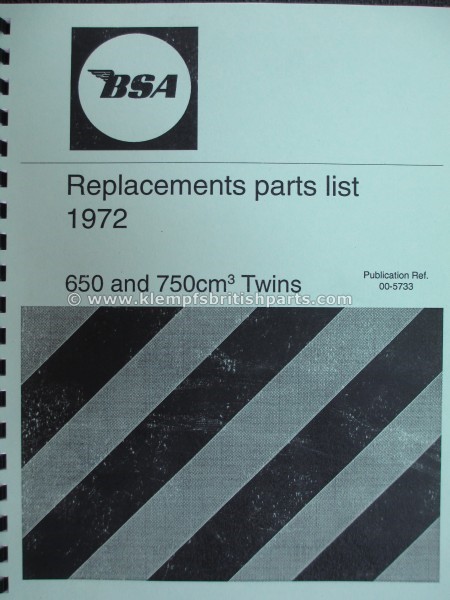 BSA
Replacements parts list
1972
650 and 750cm³ Twins
Publication Ref.
00-5733
© www.klempfsbritishparts.com